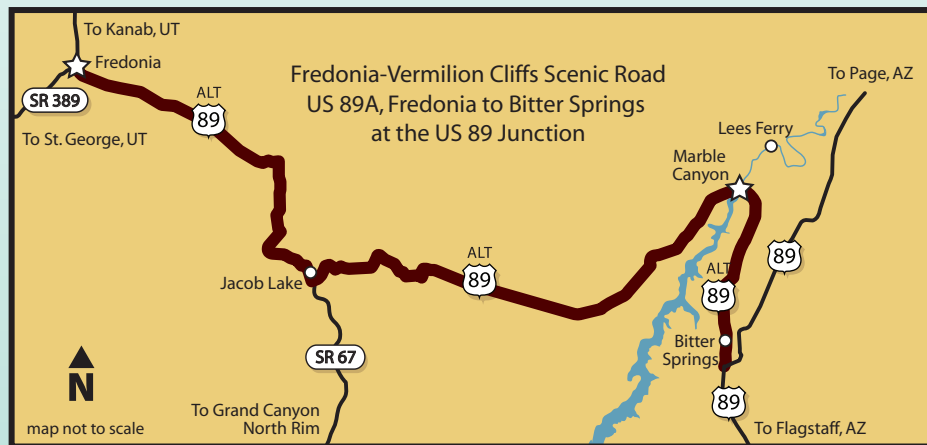 To Kanab, UT
Fredonia
SR 389
To St. George, UT
ALT
89
Fredonia-Vermilion Cliffs Scenic Road
US 89A, Fredonia to Bitter Springs
at the US 89 Junction
To Page, AZ
Lees Ferry
Marble
Canyon
89
ALT
89
Jacob Lake
ALT
89
Bitter
Springs
SR 67
N
map not to scale
To Grand Canyon
North Rim
89
To Flagstaff, AZ